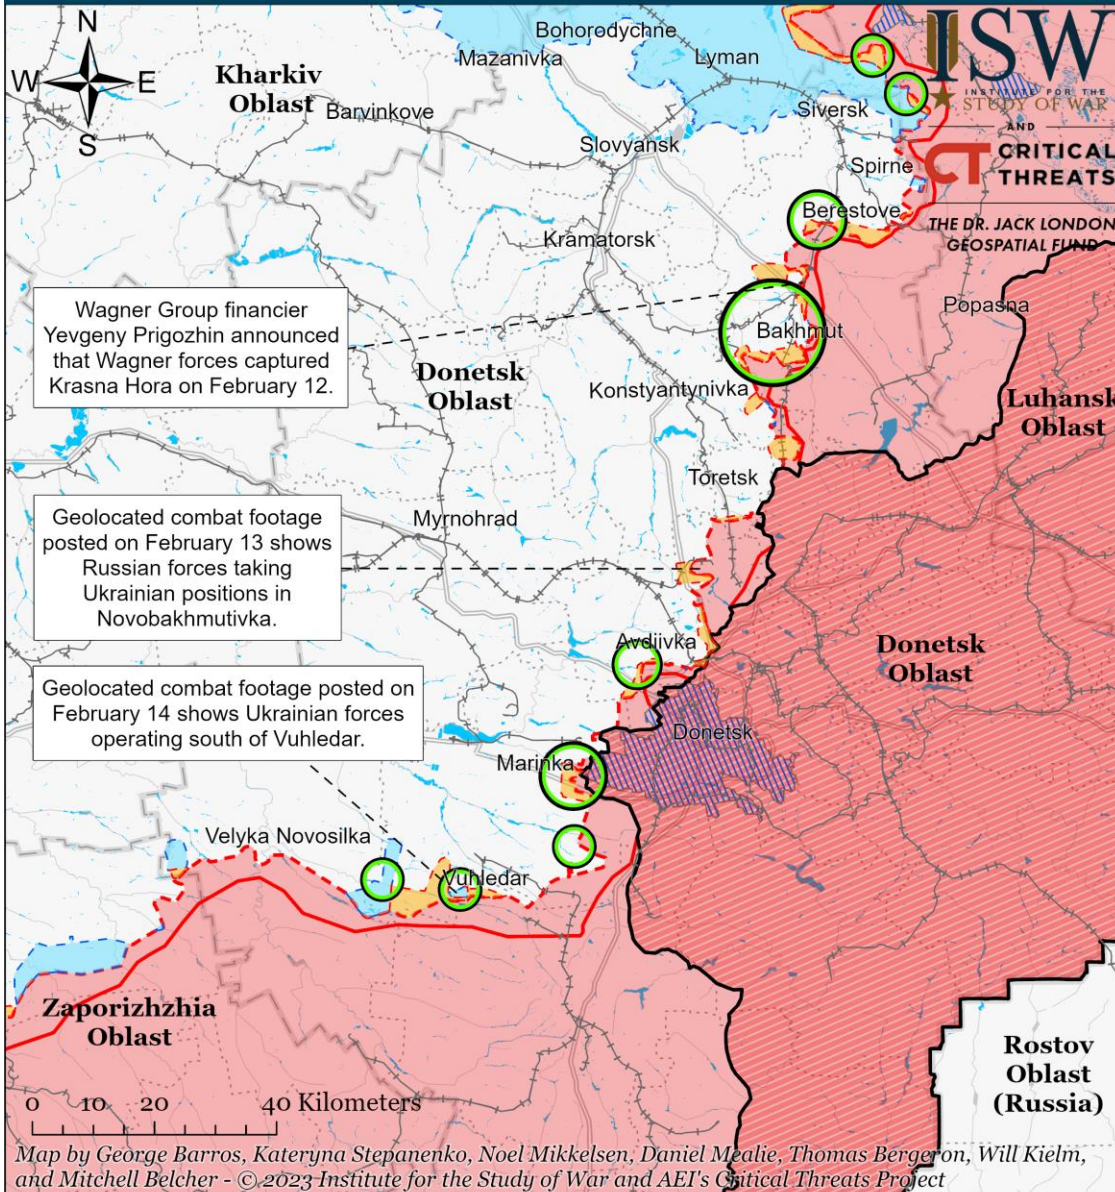 N
W
E
S
Kharkiv
Oblast
Bohorodychne
Mazanivka
Lyman
Barvinkove
Siversk
Slovyansk
Spirne
Berestove
Kramatorsk
ISW
INSTITUTE FOR THE
STUDY OF WAR
AND
CT CRITICAL
THREATS
THE DR. JACK LONDON
GEOSPATIAL FUND
Popasna
Wagner Group financier
Yevgeny Prigozhin announced
that Wagner forces captured
Krasna Hora on February 12.
Bakhmut
Donetsk
Oblast
Konstyantynivka
Luhansk
Oblast
Toretsk
Myrnohrad
Geolocated combat footage
posted on February 13 shows
Russian forces taking
Ukrainian positions in
Novobakhmutivka.
Avdiivka
Donetsk
Oblast
Geolocated combat footage posted on
February 14 shows Ukrainian forces
operating south of Vuhledar.
Donetsk
Marinka
Velyka Novosilka
Vuhledar
Zaporizhzhia
Oblast
Rostov
Oblast
(Russia)
0 10 20 40 Kilometers
Map by George Barros, Kateryna Stepanenko, Noel Mikkelsen, Daniel Mealie, Thomas Bergeron, Will Kielm,
and Mitchell Belcher - © 2023 Institute for the Study of War and AEI's Critical Threats Project